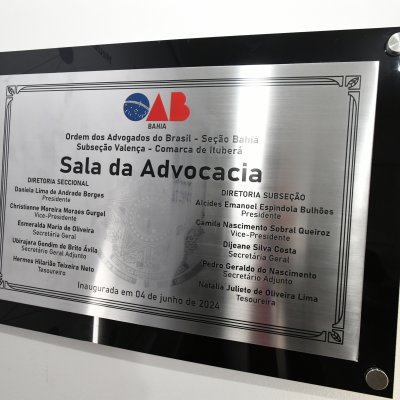 OAB
BAHIA
Ordem dos Advogados do Brasil - Seção Bahia
Subseção Valença - Comarca de Ituberá
Sala da Advocacia
DIRETORIA SECCIONAL
Daniela Lima de Andrade Borges
Presidente
Christianne Moreira Moraes Gurgel
Vice-Presidente
Esmeralda Maria de Oliveira
Secretária Geral
Ubirajara Gondim de Brito Ávila
Secretário Geral Adjunto
Hermes Hilarião Teixeira Neto
Tesoureiro
DIRETORIA SUBSEÇÃO
Alcides Emanoel Espindola Bulhões
Presidente
Camila Nascimento Sobral Queiroz
Vice-Presidente
Dijeane Silva Costa
Secretária Geral
Pedro Geraldo do Nascimento
Secretário Adjunto
Natalia Julieto de Oliveira Lima
Tesoureira
Inaugurada em 04 de junho de 2024